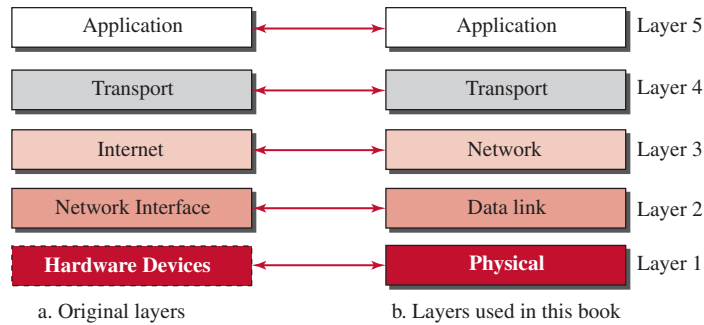 Application Application Layer 5
Transport Transport Layer 4
Internet Network Layer 3
Network Interface Data link Layer 2
Hardware Devices Physical Layer 1
a. Original layers b. Layers used in this book